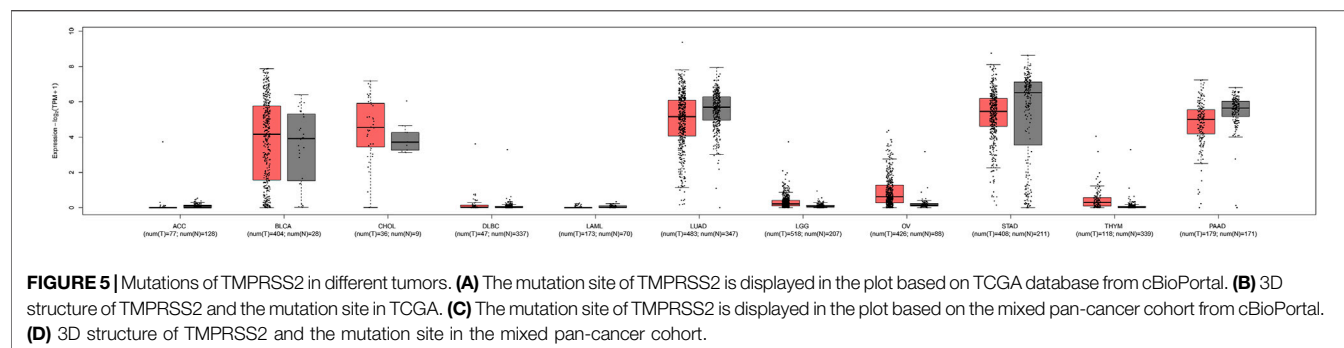 10
8
6
4
2
0
Expression − log2(TPM+1)
ACC BLCA CHOL DLBC LAML LUAD LGG OV STAD THYM PAAD
(num(T)=77; num(N)=128) (num(T)=404; num(N)=28) (num(T)=36; num(N)=9) (num(T)=47; num(N)=337) (num(T)=173; num(N)=70) (num(T)=483; num(N)=347) (num(T)=518; num(N)=207) (num(T)=426; num(N)=88) (num(T)=408; num(N)=211) (num(T)=118; num(N)=339) (num(T)=179; num(N)=171)
FIGURE 5 | Mutations of TMPRSS2 in different tumors. (A) The mutation site of TMPRSS2 is displayed in the plot based on TCGA database from cBioPortal. (B) 3D
structure of TMPRSS2 and the mutation site in TCGA. (C) The mutation site of TMPRSS2 is displayed in the plot based on the mixed pan-cancer cohort from cBioPortal.
(D) 3D structure of TMPRSS2 and the mutation site in the mixed pan-cancer cohort.